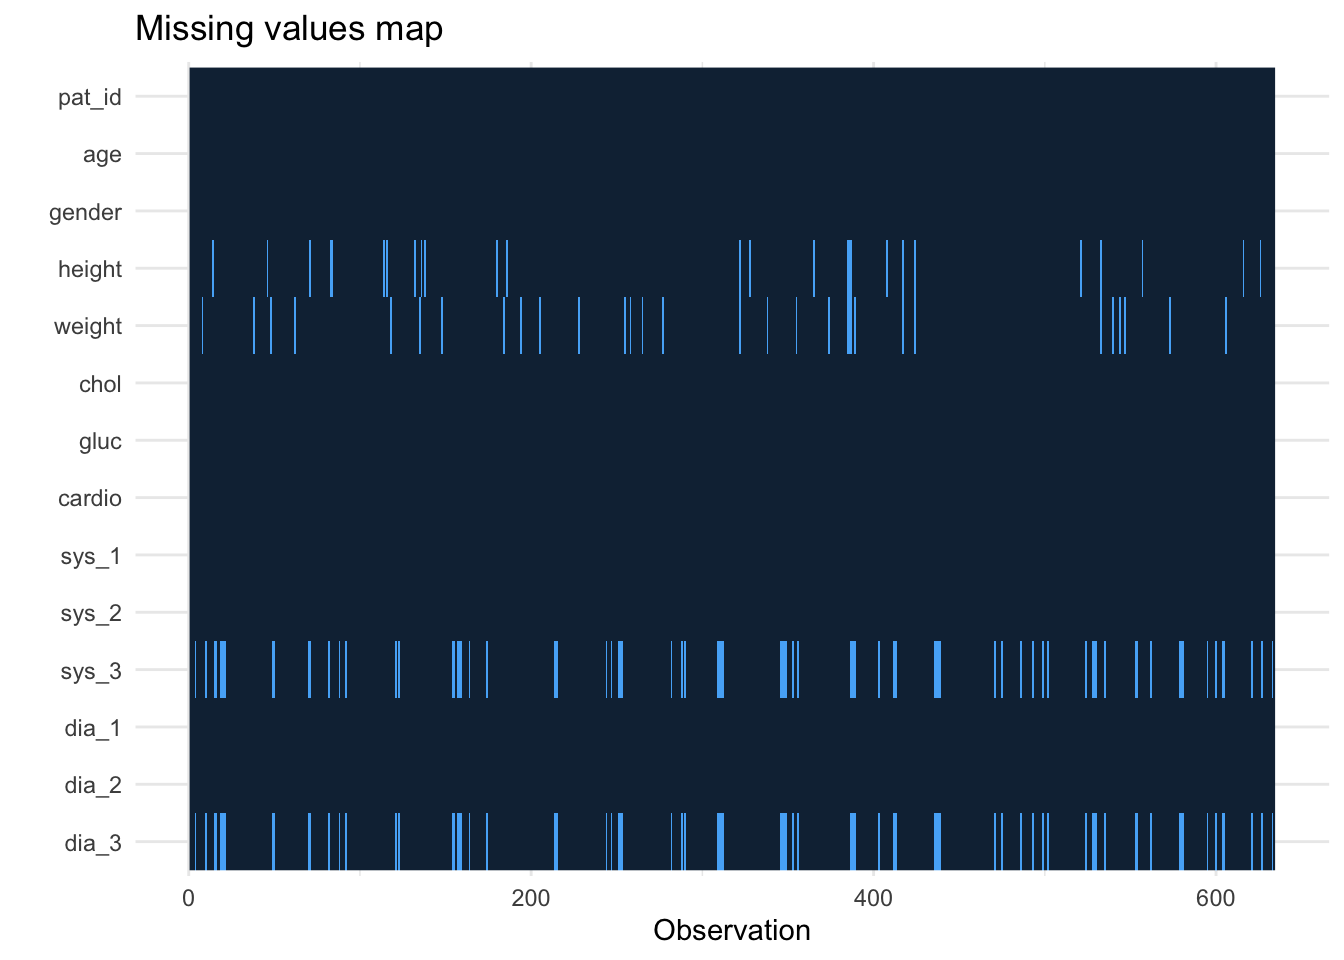 Missing values map
pat_id
age
gender
height
weight
chol
gluc
cardio
sys_1
sys_2
sys_3
dia_1
dia_2
dia_3
0 200 400 600
Observation